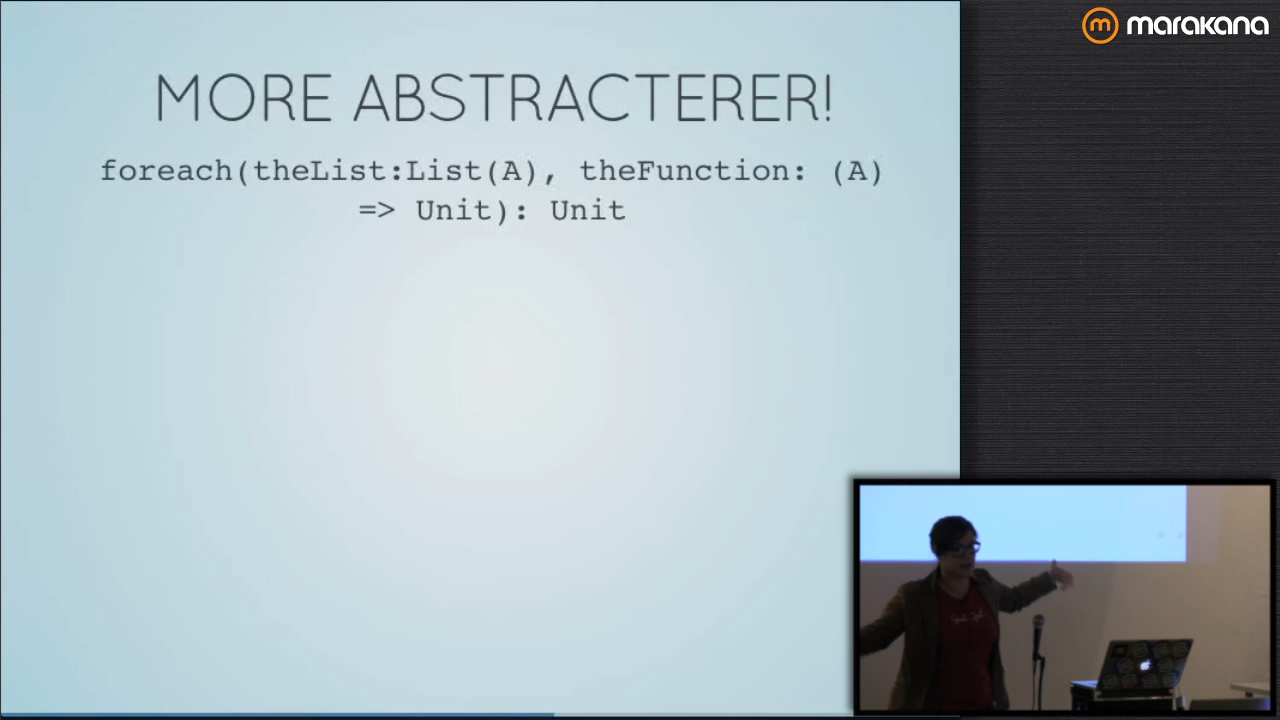 marakana
MORE ABSTRACTERER!
foreach(theList:List(A), theFunction: (A)
=> Unit): Unit